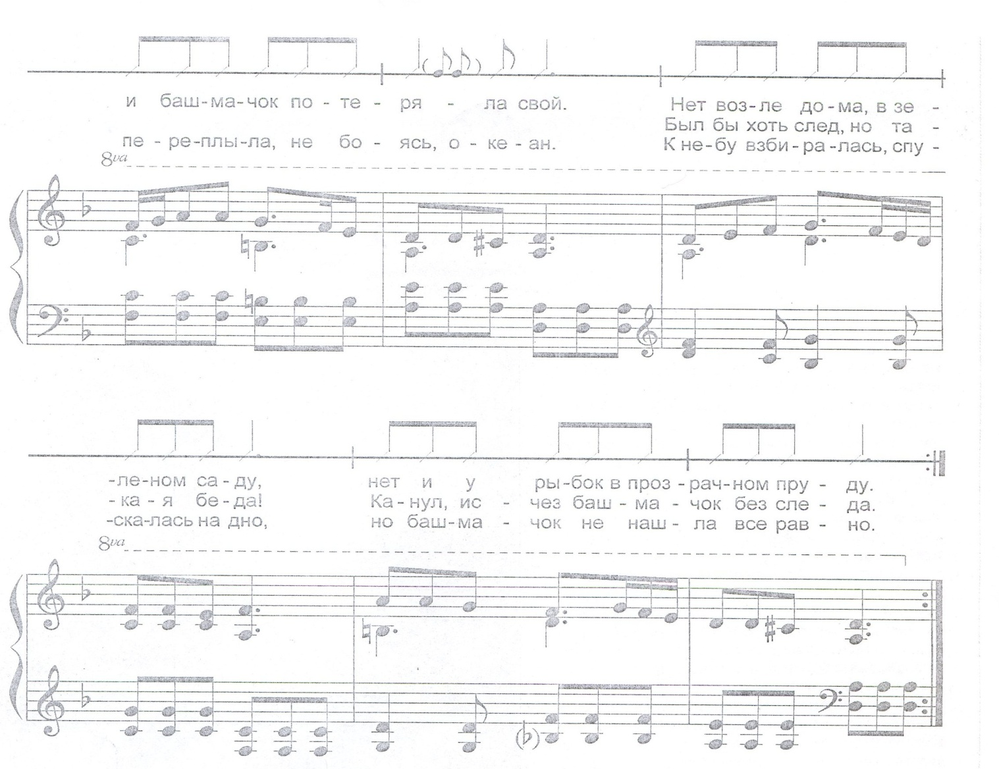 и баш-ма-чок по - те - ря - ла свой. Нет воз-ле до-ма, в зе -
Был бы хоть след, но та -
пе - ре-плы-ла, не бо - ясь, о - ке - ан. К не-бу взби-ра-лась, спу -
8va
-ле-ном са-ду, нет и у ры-бок в проз-рач-ном пру - ду.
-ка-я бе-да! Ка-нул, ис - чез баш-ма - чок без сле - да.
-ска-лась на дно, но баш-ма - чок не наш - ла все рав - но.
8va